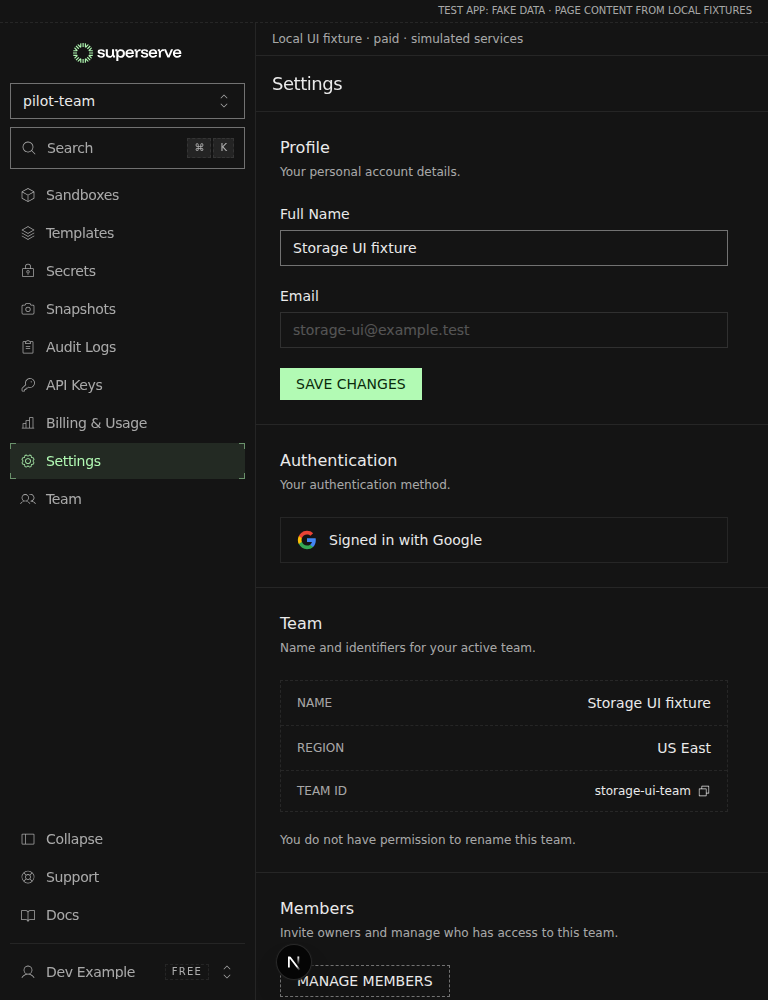 TEST APP: FAKE DATA · PAGE CONTENT FROM LOCAL FIXTURES
superserve
pilot-team
Search ⌘ K
Sandboxes
Templates
Secrets
Snapshots
Audit Logs
API Keys
Billing & Usage
Settings
Team
Collapse
Support
Docs
Dev Example FREE
Local UI fixture · paid · simulated services
Settings
Profile
Your personal account details.
Full Name
Storage UI fixture
Email
storage-ui@example.test
SAVE CHANGES
Authentication
Your authentication method.
Signed in with Google
Team
Name and identifiers for your active team.
NAME Storage UI fixture
REGION US East
TEAM ID storage-ui-team
You do not have permission to rename this team.
Members
Invite owners and manage who has access to this team.
N
MANAGE MEMBERS